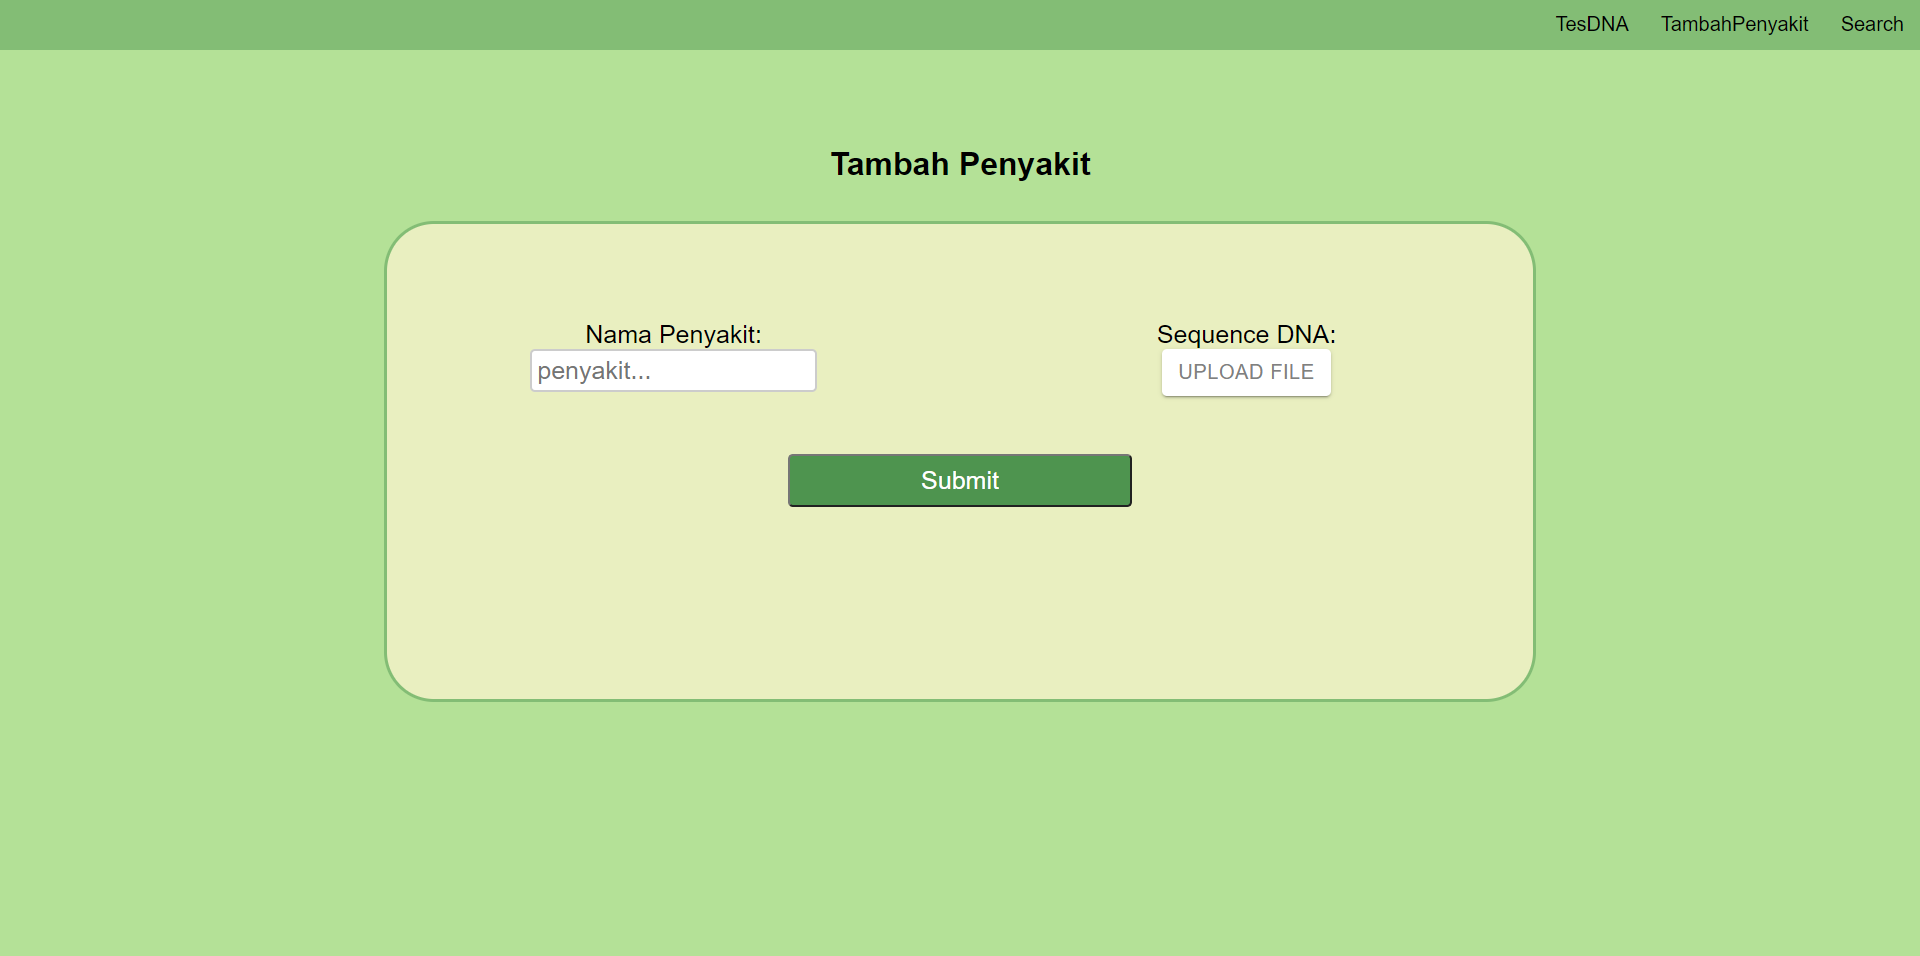 TesDNA TambahPenyakit Search
Tambah Penyakit
Nama Penyakit: Sequence DNA:
penyakit... UPLOAD FILE
Submit